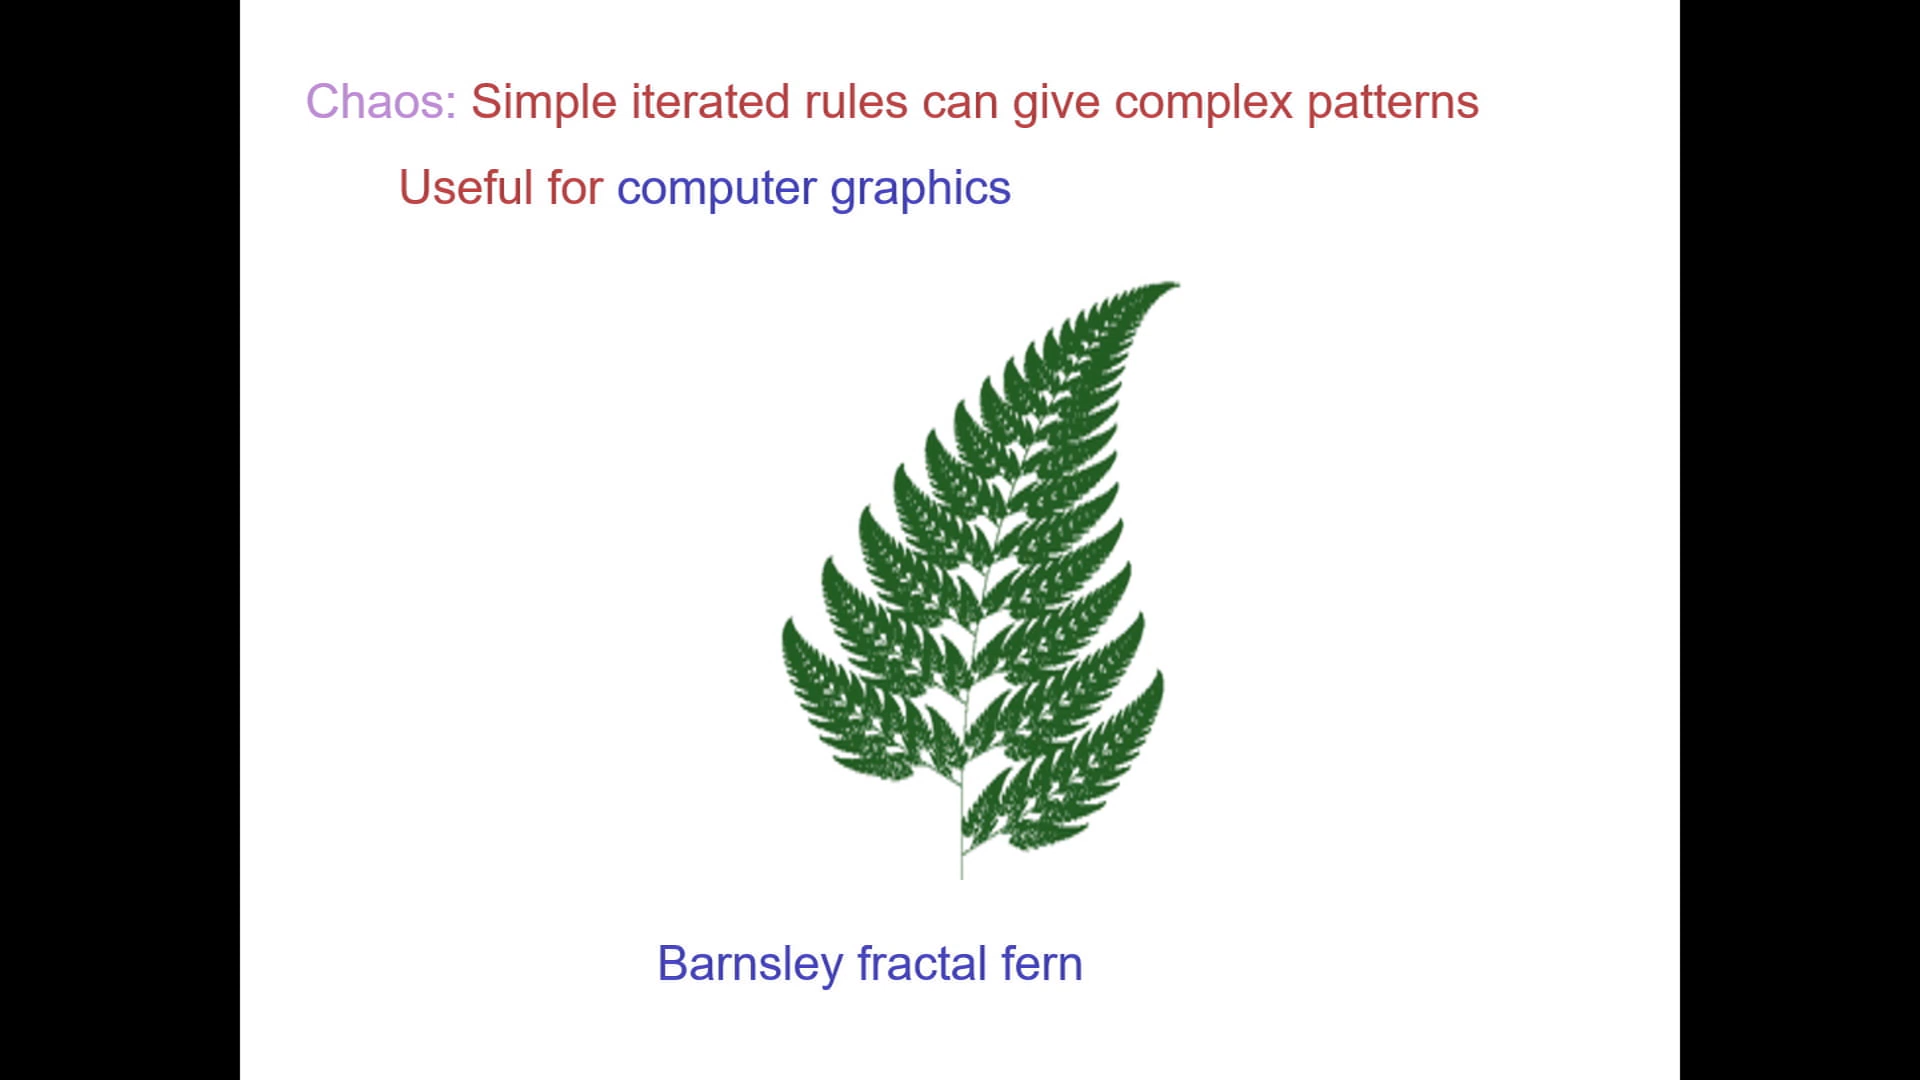 Chaos: Simple iterated rules can give complex patterns
Useful for computer graphics
Barnsley fractal fern